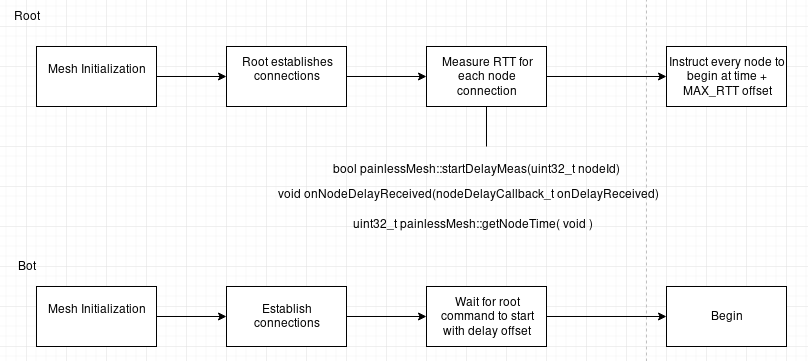 Root
Mesh Initialization
Root establishes
connections
Measure RTT for
each node
connection
Instruct every node to
begin at time +
MAX_RTT offset
bool painlessMesh::startDelayMeas(uint32_t nodeId)
void onNodeDelayReceived(nodeDelayCallback_t onDelayReceived)
uint32_t painlessMesh::getNodeTime( void )
Bot
Mesh Initialization
Establish
connections
Wait for root
command to start
with delay offset
Begin